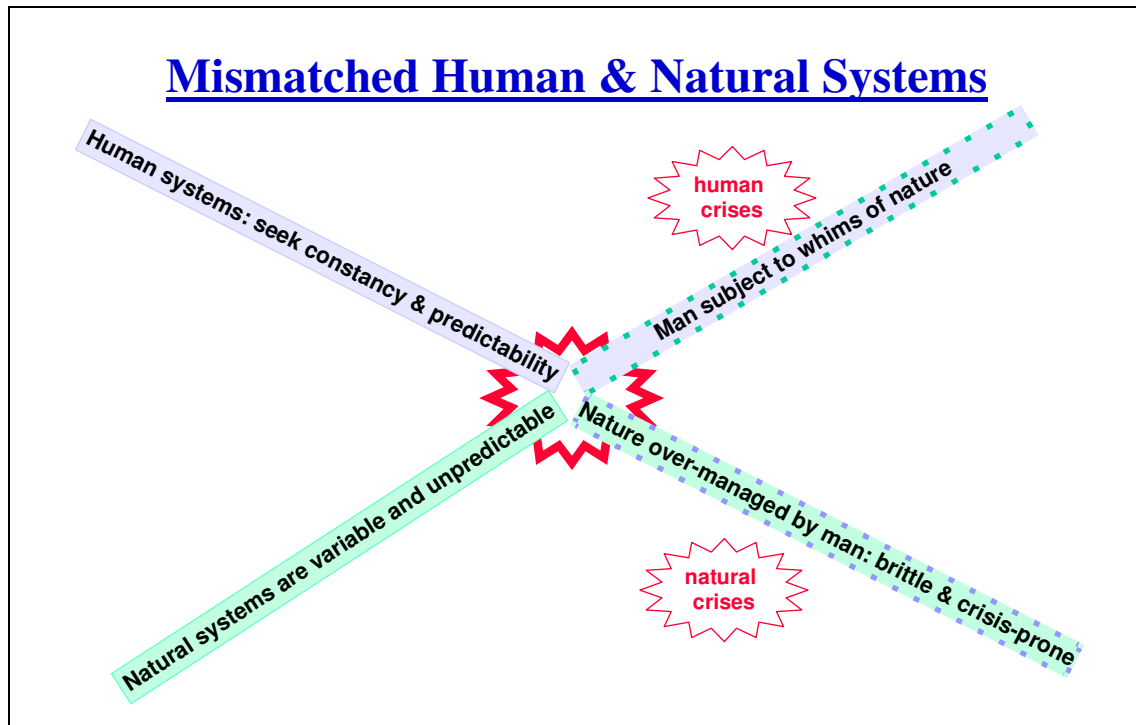 Mismatched Human & Natural Systems
Human systems: seek constancy & predictability
human
crises
Man subject to whims of nature
Natural systems are variable and unpredictable
Nature over-managed by man: brittle & crisis-prone
natural
crises